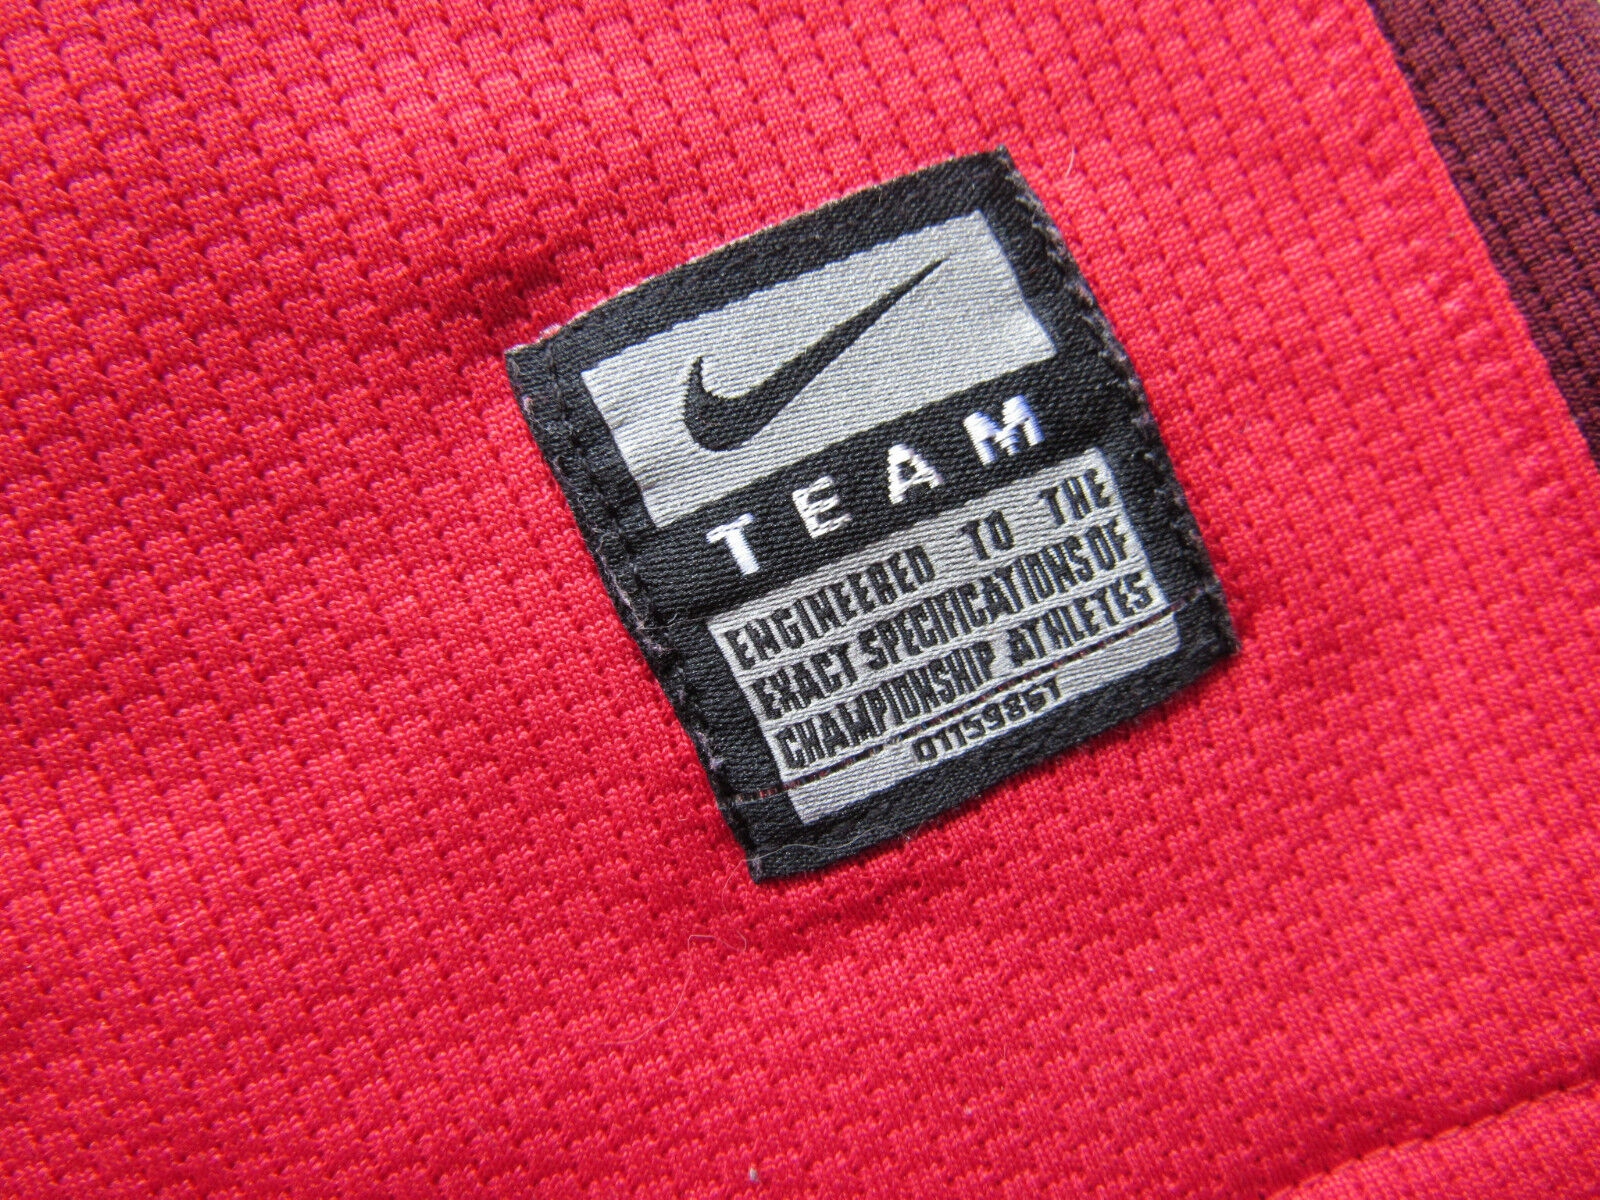 TEAM
ENGINEERED TO THE
EXACT SPECIFICATIONS OF
CHAMPIONSHIP ATHLETES
0115986T